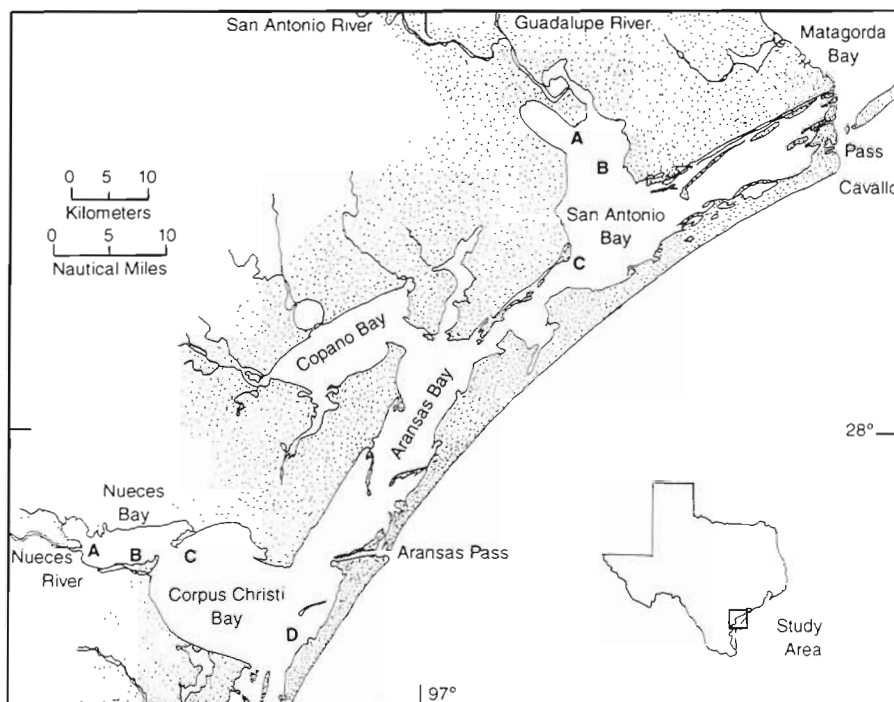 San Antonio River
Guadalupe River
Matagorda
Bay
A
B
Pass
Cavallo
0 5 10
Kilometers
0 5 10
Nautical Miles
San Antonio
Bay
C
Copano Bay
Aransas Bay
28°
Nueces
Bay
Nueces
River
A
B
C
Aransas Pass
Corpus Christi
Bay
D
Study
Area
97°